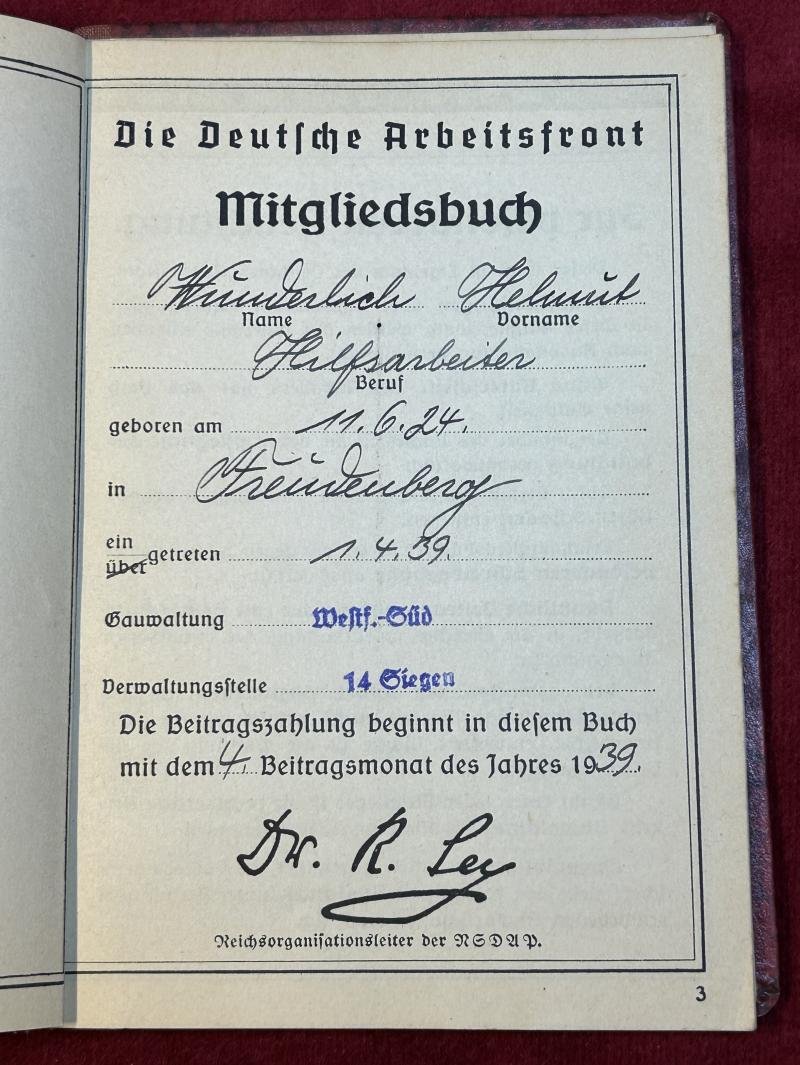 Die Deutsche Arbeitsfront
Mitgliedsbuch
Wunderlich Helmut
Name Vorname
Hilfsarbeiter
Beruf
geboren am 11.6.24.
in Freudenberg
ein
übergetreten 1.4.39.
Gauwaltung Westf.-Süd
Verwaltungsstelle 14 Siegen
Die Beitragszahlung beginnt in diesem Buch
mit dem 4. Beitragsmonat des Jahres 1939.
Dr. R. Ley
Reichsorganisationsleiter der NSDAP.
3